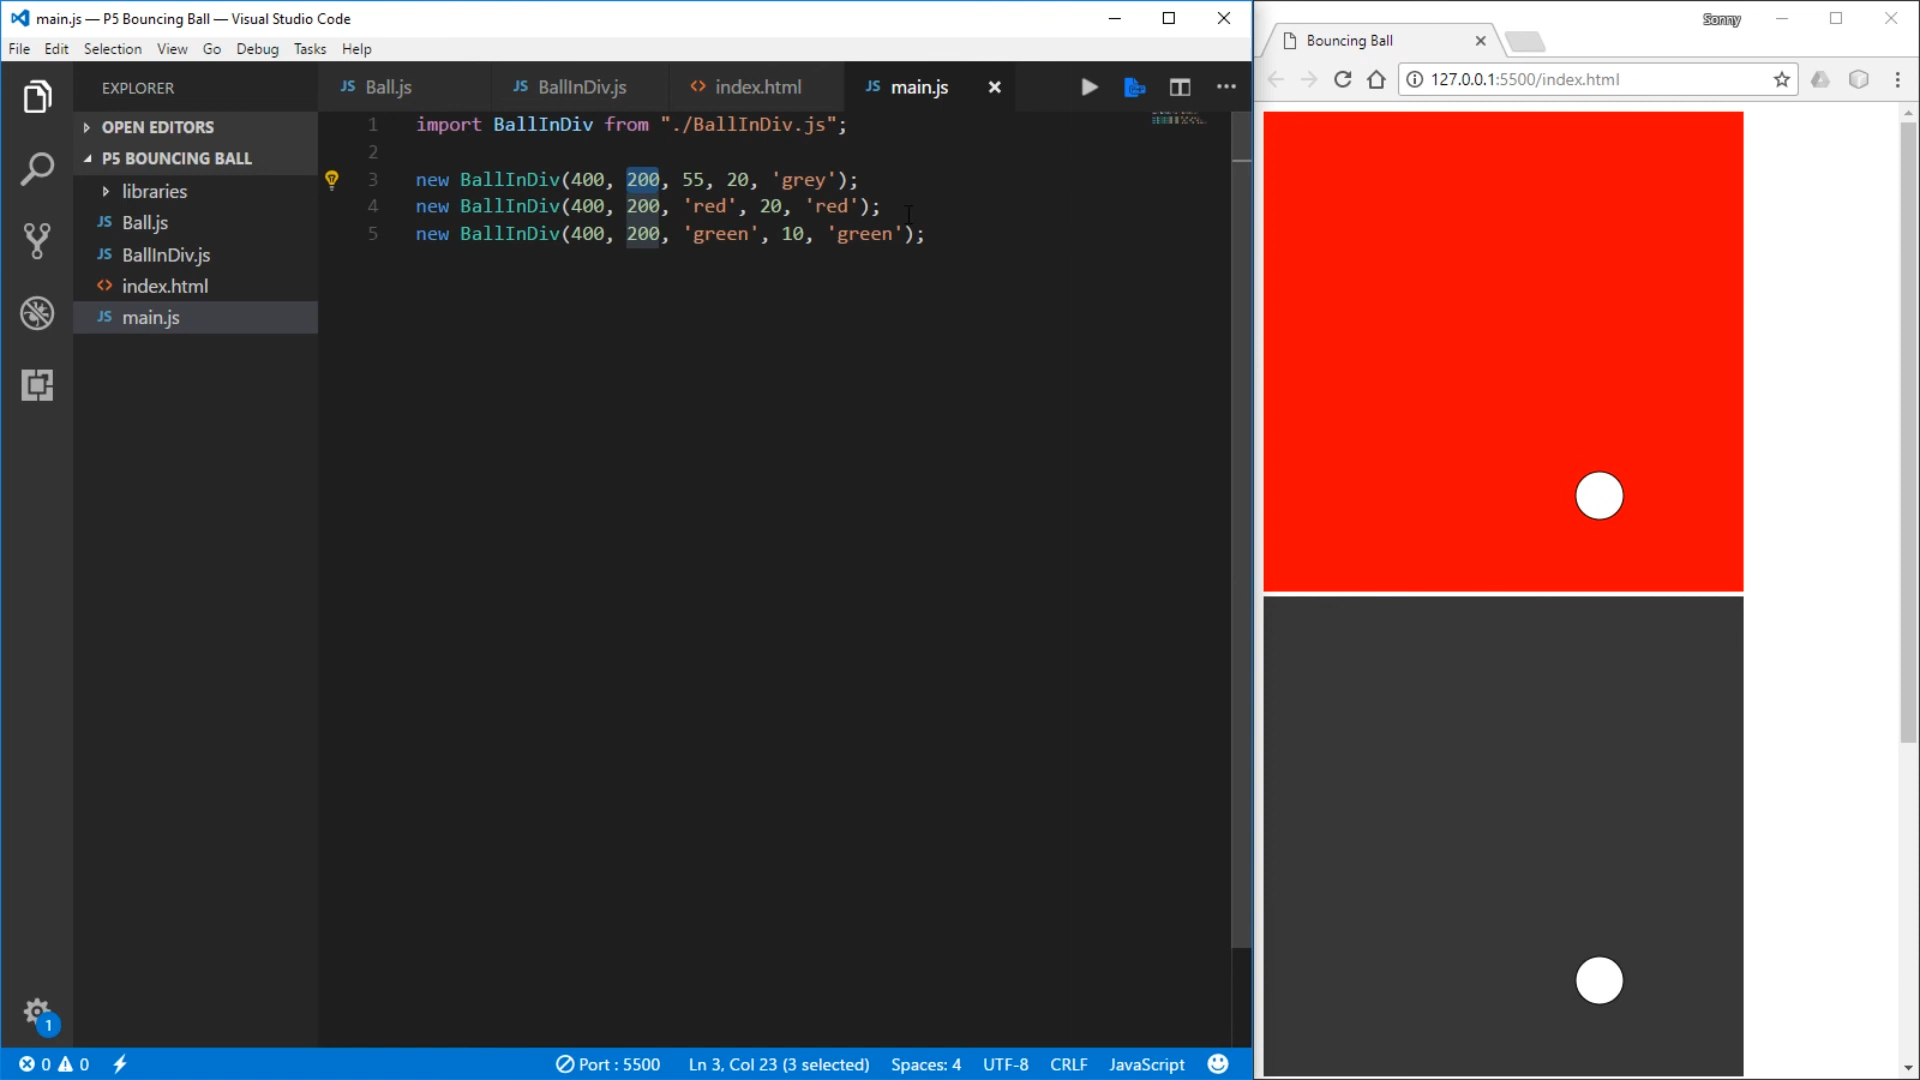 main.js — P5 Bouncing Ball — Visual Studio Code
File Edit Selection View Go Debug Tasks Help
EXPLORER
OPEN EDITORS
P5 BOUNCING BALL
libraries
JS Ball.js
JS BallInDiv.js
<> index.html
JS main.js
JS Ball.js JS BallInDiv.js <> index.html JS main.js
1 import BallInDiv from "./BallInDiv.js";
2
3 new BallInDiv(400, 200, 55, 20, 'grey');
4 new BallInDiv(400, 200, 'red', 20, 'red');
5 new BallInDiv(400, 200, 'green', 10, 'green');
1
0 0 Port : 5500 Ln 3, Col 23 (3 selected) Spaces: 4 UTF-8 CRLF JavaScript
Sonny
Bouncing Ball
127.0.0.1:5500/index.html